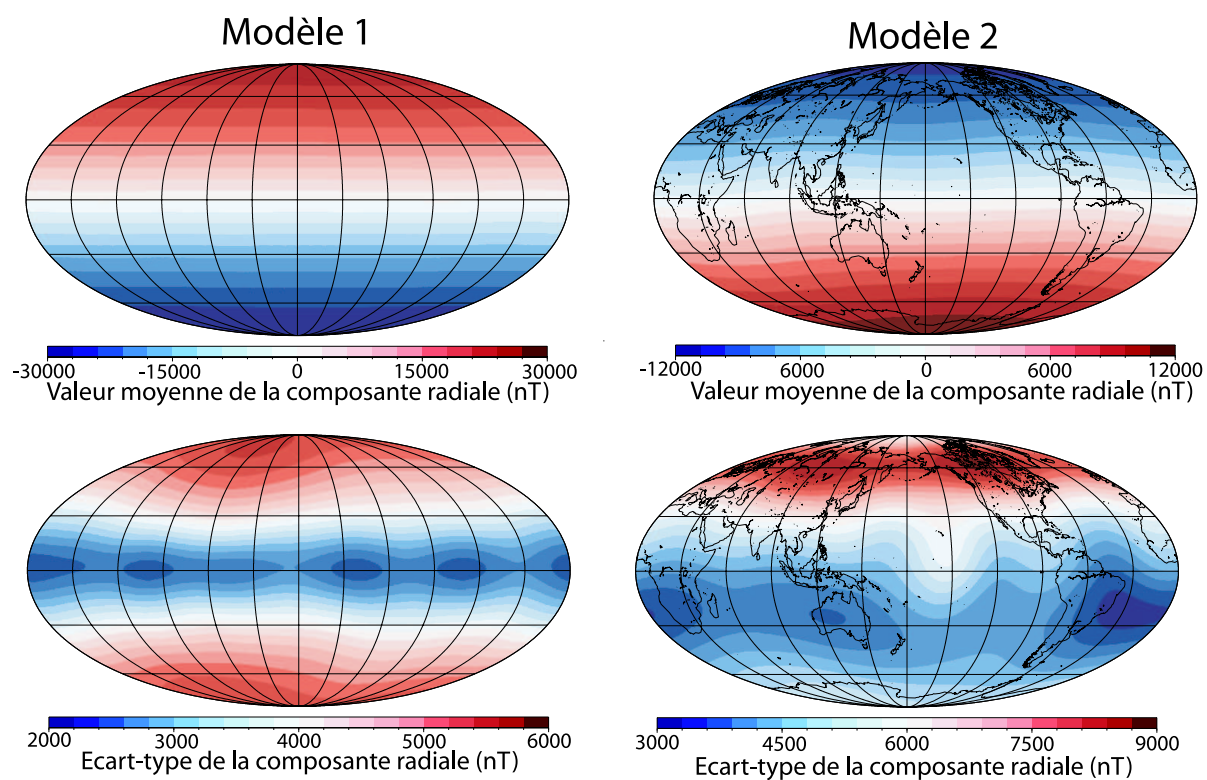 Modèle 1
Modèle 2
-30000 -15000 0 15000 30000
Valeur moyenne de la composante radiale (nT)
-12000 6000 0 6000 12000
Valeur moyenne de la composante radiale (nT)
2000 3000 4000 5000 6000
Ecart-type de la composante radiale (nT)
3000 4500 6000 7500 9000
Ecart-type de la composante radiale (nT)